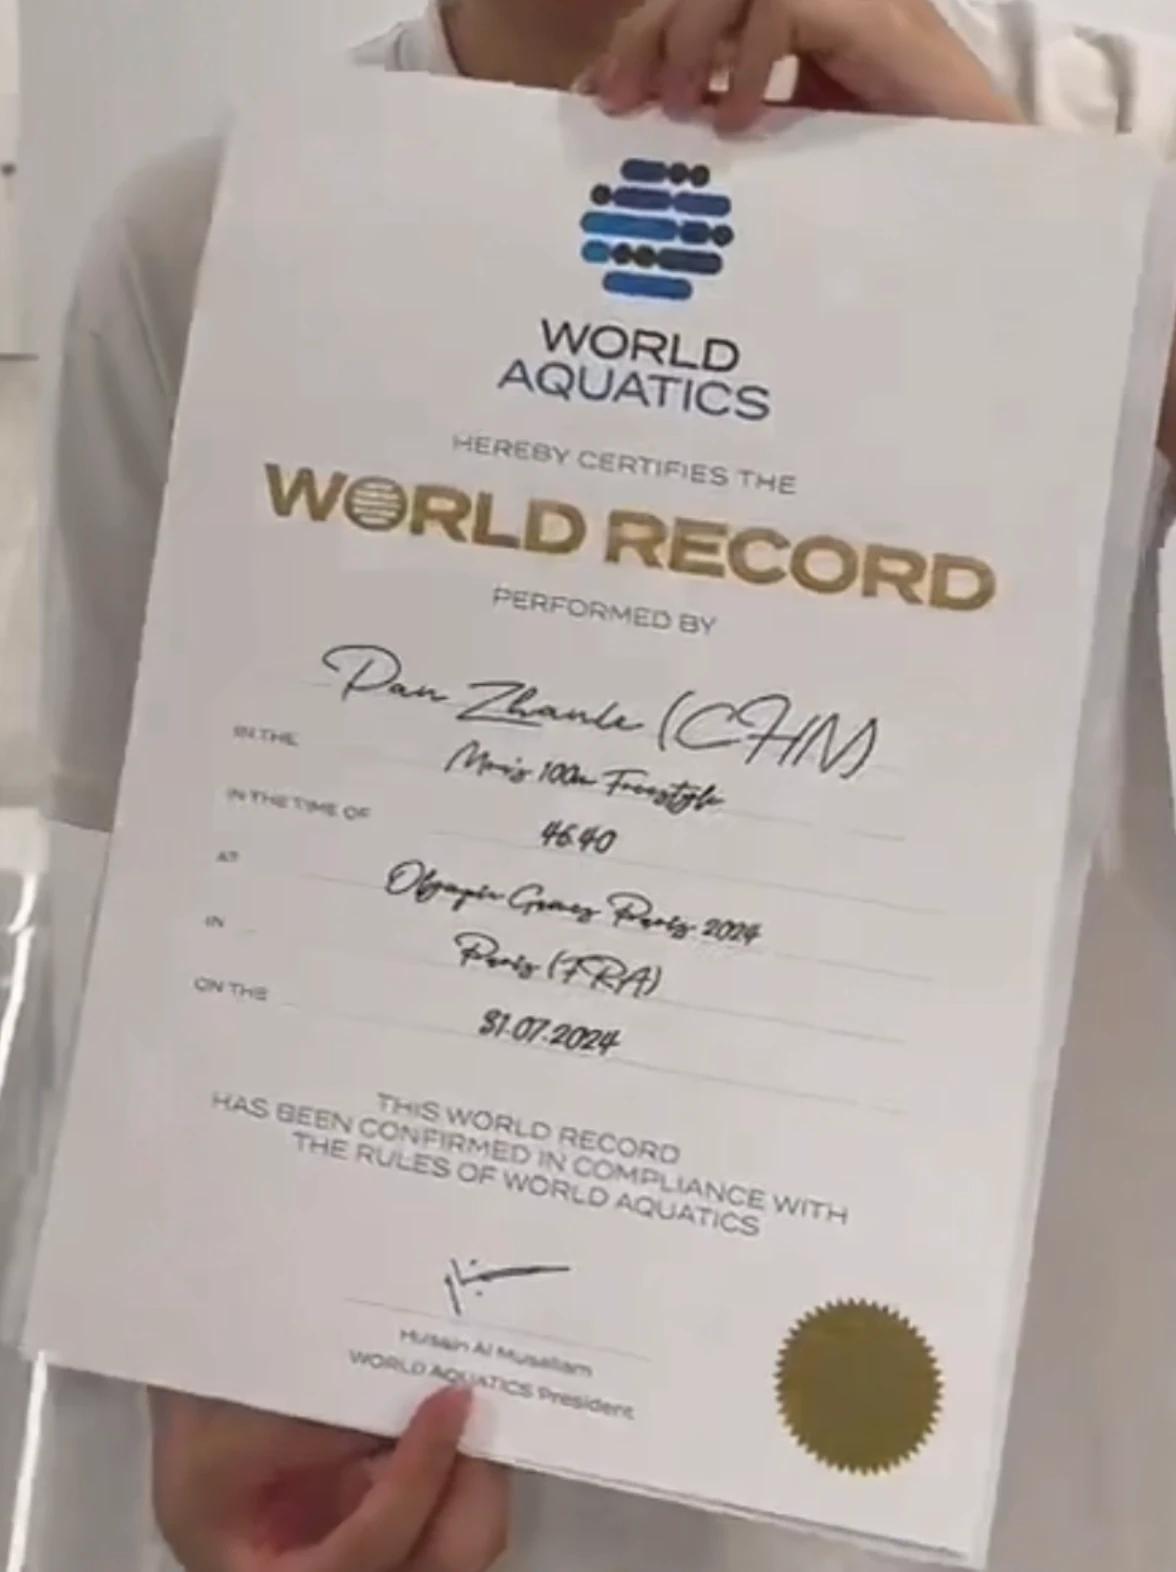 WORLD
AQUATICS
HEREBY CERTIFIES THE
WORLD RECORD
PERFORMED BY
Pan Zhanle (CHN)
IN THE Men's 100m Freestyle
IN THE TIME OF 46.40
AT Olympic Games Paris 2024
IN Paris (FRA)
ON THE 31.07.2024
THIS WORLD RECORD
HAS BEEN CONFIRMED IN COMPLIANCE WITH
THE RULES OF WORLD AQUATICS
Husain Al Musallam
WORLD AQUATICS President